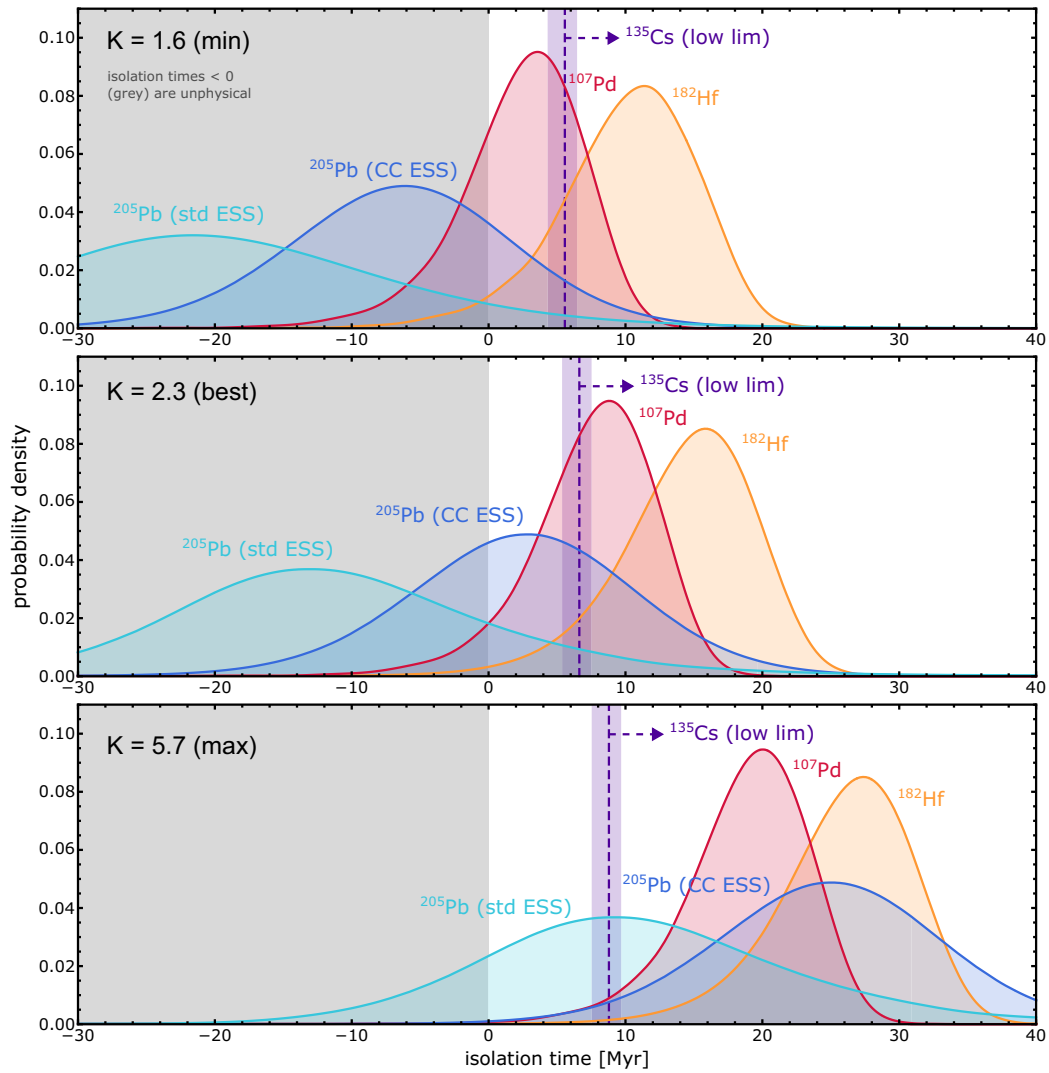 K = 1.6 (min)
isolation times < 0
(grey) are unphysical
¹³⁵Cs (low lim)
¹⁰⁷Pd
¹⁸²Hf
²⁰⁵Pb (CC ESS)
²⁰⁵Pb (std ESS)
0.10
0.08
0.06
0.04
0.02
0.00
−30 −20 −10 0 10 20 30 40
K = 2.3 (best)
¹³⁵Cs (low lim)
¹⁰⁷Pd
¹⁸²Hf
²⁰⁵Pb (CC ESS)
²⁰⁵Pb (std ESS)
probability density
0.10
0.08
0.06
0.04
0.02
0.00
−30 −20 −10 0 10 20 30 40
K = 5.7 (max)
¹³⁵Cs (low lim)
¹⁰⁷Pd
¹⁸²Hf
²⁰⁵Pb (CC ESS)
²⁰⁵Pb (std ESS)
0.10
0.08
0.06
0.04
0.02
0.00
−30 −20 −10 0 10 20 30 40
isolation time [Myr]